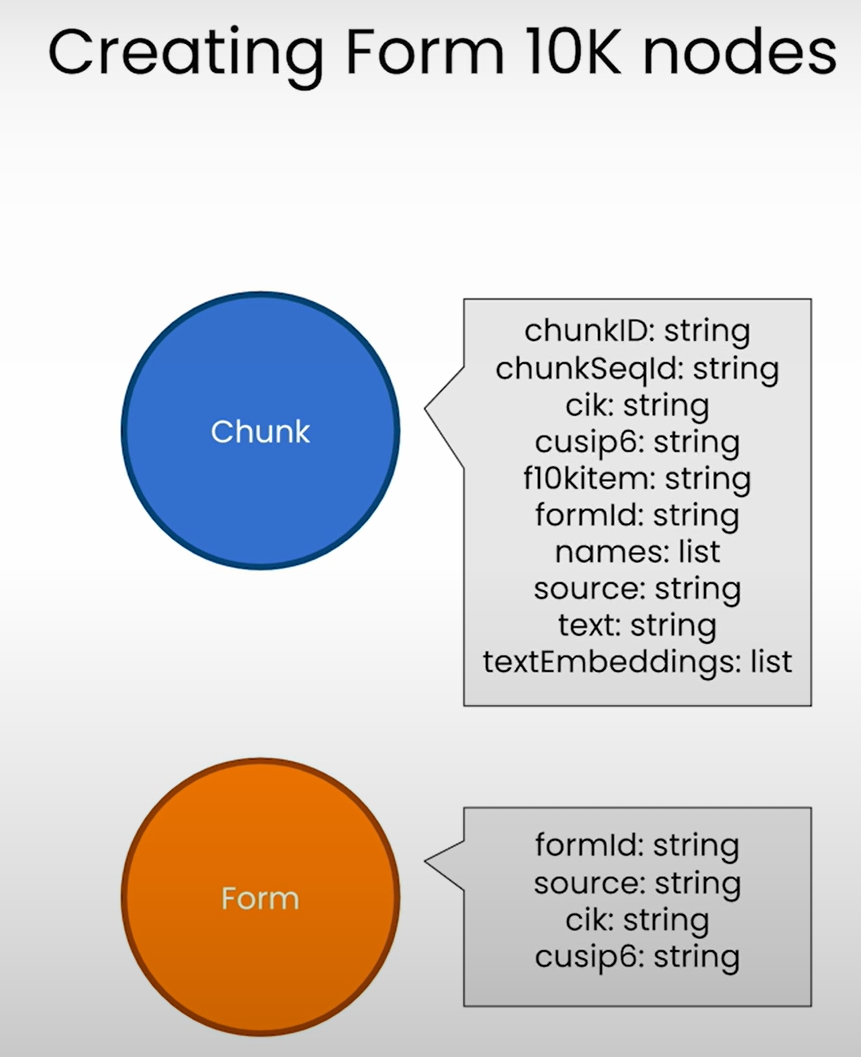 Creating Form 10K nodes
Chunk
chunkID: string
chunkSeqId: string
cik: string
cusip6: string
f10kitem: string
formId: string
names: list
source: string
text: string
textEmbeddings: list
Form
formId: string
source: string
cik: string
cusip6: string